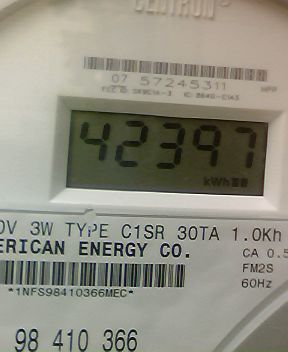 CENTRON
07 57245311
42397
kWh
0V 3W TYPE C1SR 30TA 1.0Kh
ERICAN ENERGY CO.
CA 0.5
FM2S
60Hz
*1NFS98410366MEC*
98 410 366